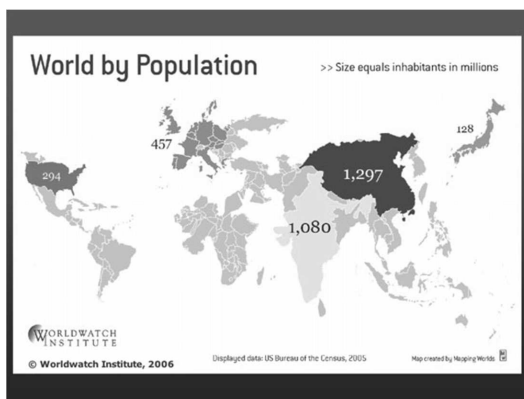 World by Population
>> Size equals inhabitants in millions
457
128
294
1,297
1,080
WORLDWATCH
INSTITUTE
© Worldwatch Institute, 2006
Displayed data: US Bureau of the Census, 2005
Map created by Mapping Worlds